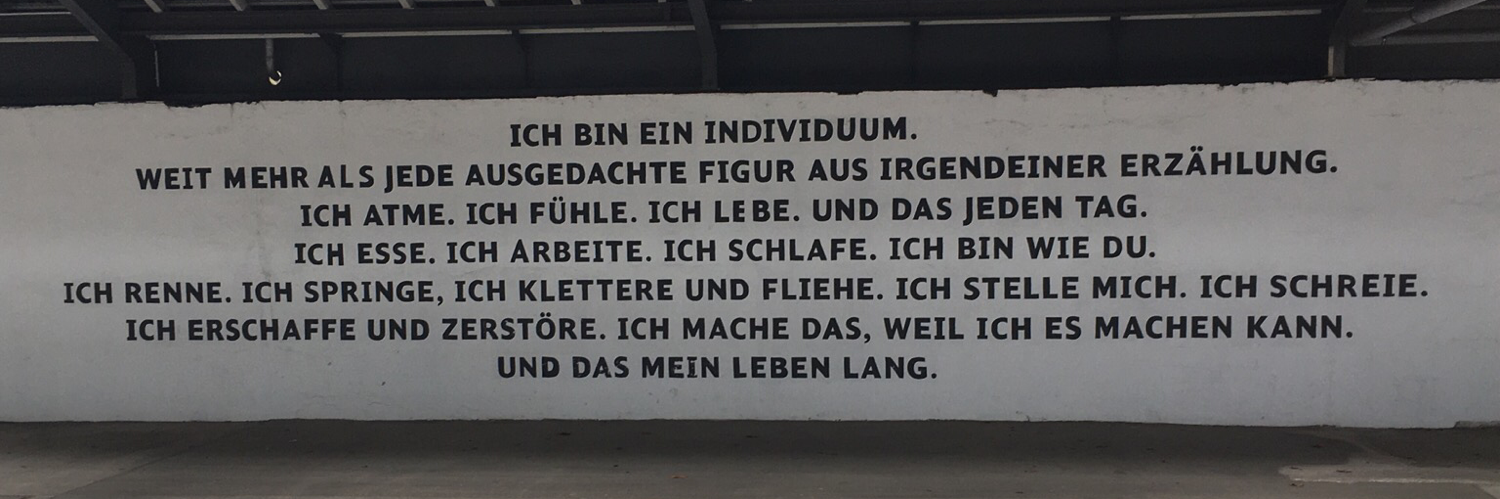 ICH BIN EIN INDIVIDUUM.
WEIT MEHR ALS JEDE AUSGEDACHTE FIGUR AUS IRGENDEINER ERZÄHLUNG.
ICH ATME. ICH FÜHLE. ICH LEBE. UND DAS JEDEN TAG.
ICH ESSE. ICH ARBEITE. ICH SCHLAFE. ICH BIN WIE DU.
ICH RENNE. ICH SPRINGE, ICH KLETTERE UND FLIEHE. ICH STELLE MICH. ICH SCHREIE.
ICH ERSCHAFFE UND ZERSTÖRE. ICH MACHE DAS, WEIL ICH ES MACHEN KANN.
UND DAS MEIN LEBEN LANG.